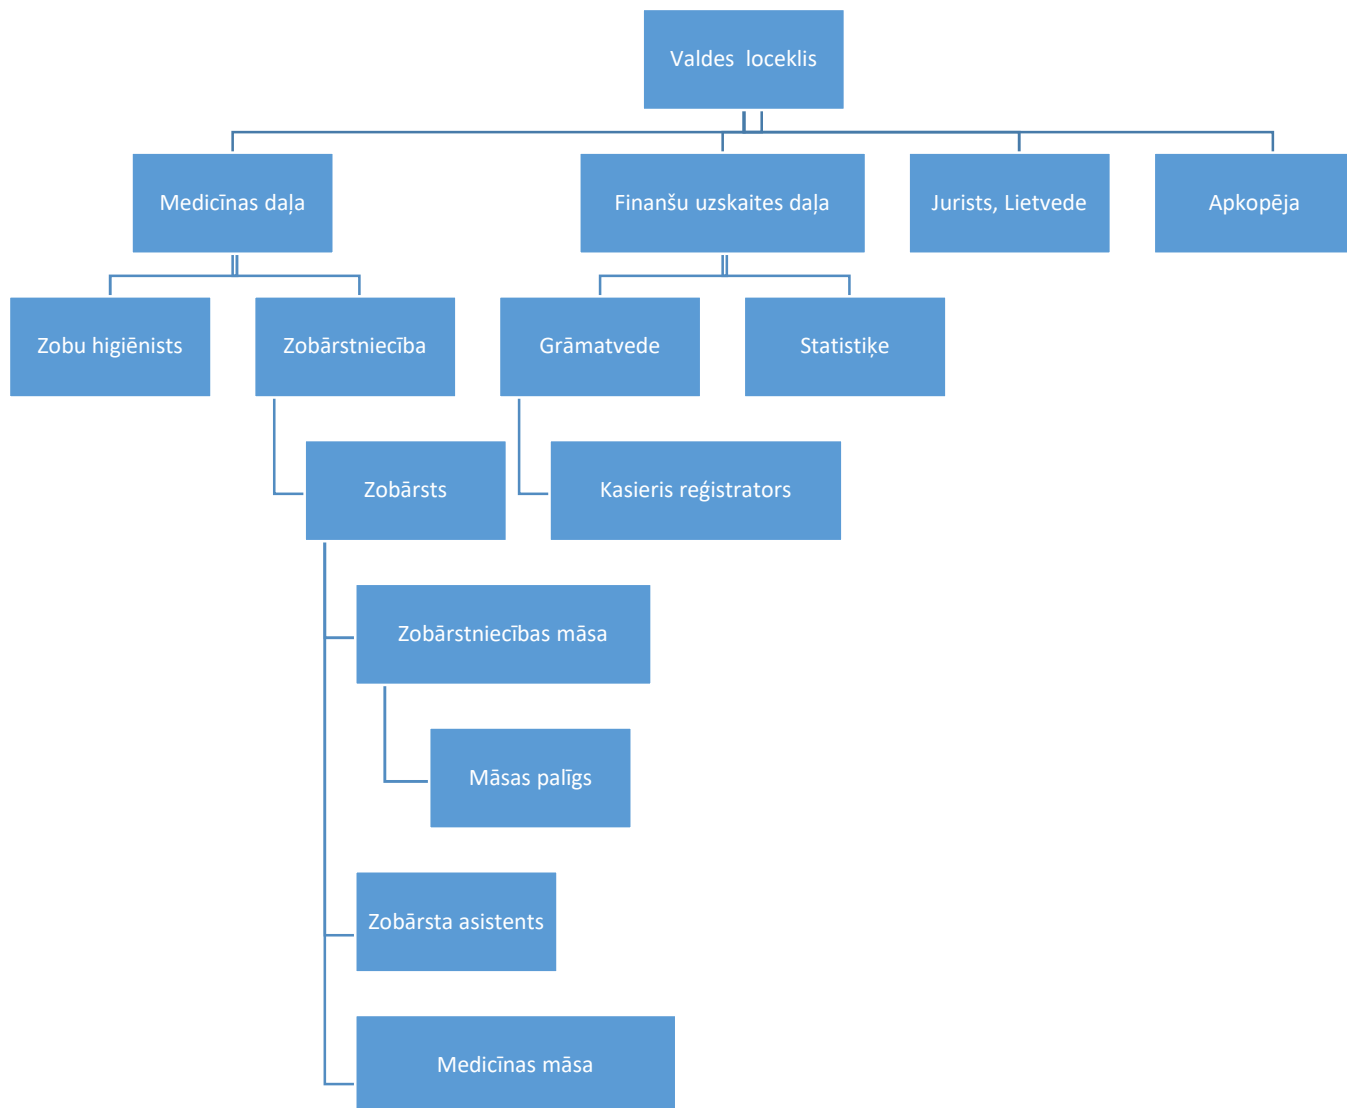 Valdes  loceklis
Medicīnas daļa
Finanšu uzskaites daļa
Jurists, Lietvede
Apkopēja
Zobu higiēnists
Zobārstniecība
Grāmatvede
Statistiķe
Zobārsts
Kasieris reģistrators
Zobārstniecības māsa
Māsas palīgs
Zobārsta asistents
Medicīnas māsa